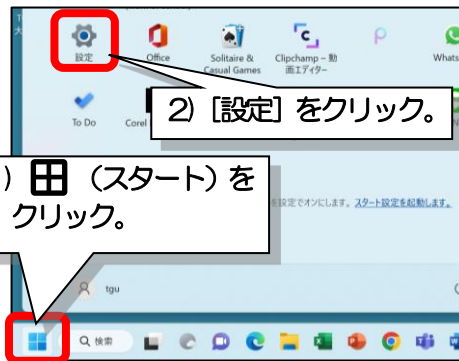 設定
Office
Solitaire &
Casual Games
Clipchamp – 動
画エディター
Whats
2) [設定] をクリック。
To Do
Corel
) (スタート) を
クリック。
を設定でオンにします。 スタート設定を起動します。
tgu
検索